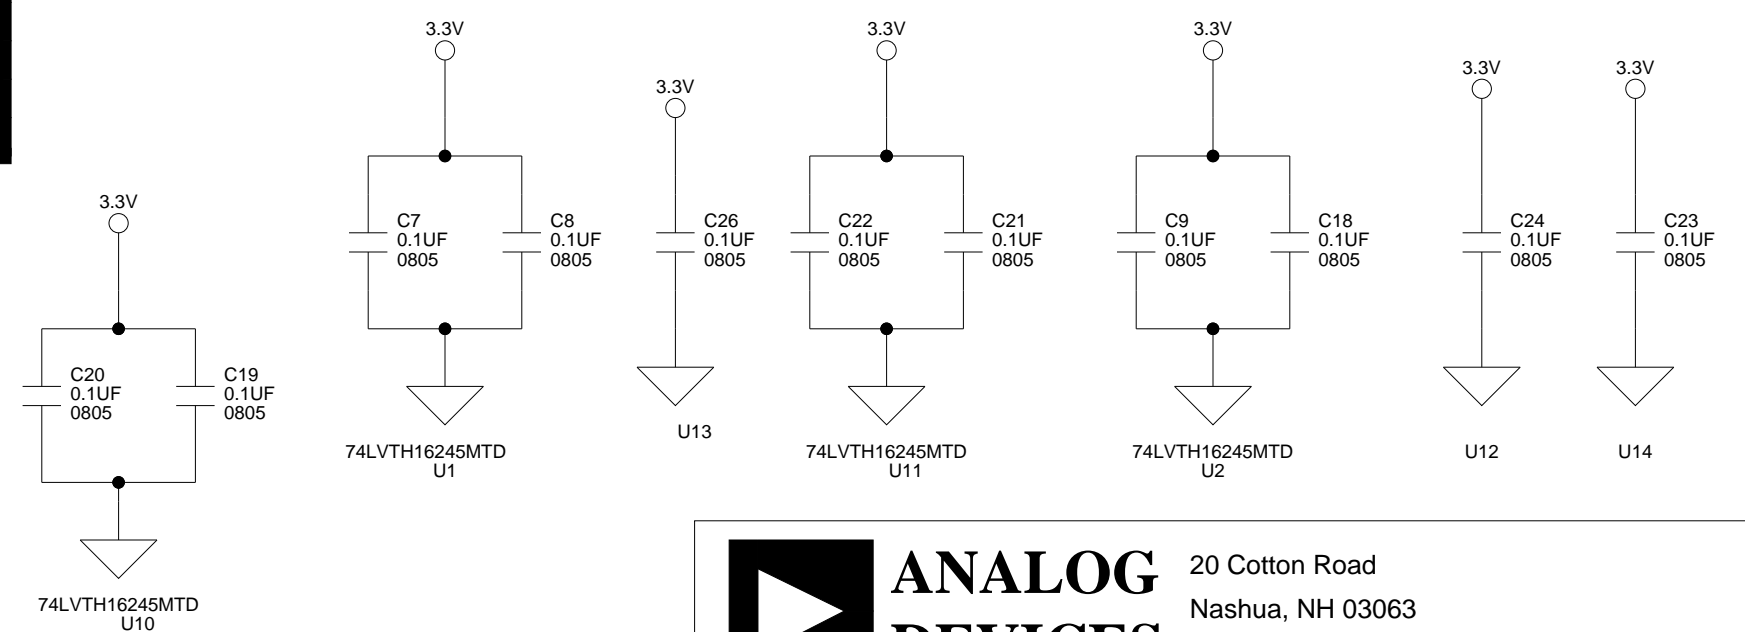 3.3V
3.3V
3.3V
3.3V
3.3V
3.3V
3.3V
C7
0.1UF
0805
C8
0.1UF
0805
C26
0.1UF
0805
C22
0.1UF
0805
C21
0.1UF
0805
C9
0.1UF
0805
C18
0.1UF
0805
C24
0.1UF
0805
C23
0.1UF
0805
C20
0.1UF
0805
C19
0.1UF
0805
74LVTH16245MTD
U1
U13
74LVTH16245MTD
U11
74LVTH16245MTD
U2
U12
U14
74LVTH16245MTD
U10
ANALOG
DEVICES
20 Cotton Road
Nashua, NH 03063